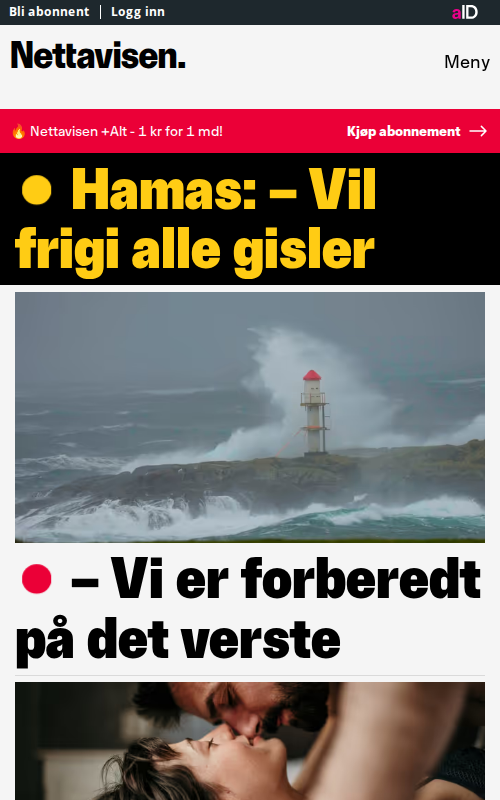 Bli abonnent
Logg inn
aID
Nettavisen.
Meny
🔥 Nettavisen +Alt - 1 kr for 1 md!
Kjøp abonnement →
Hamas: – Vil
frigi alle gisler
– Vi er forberedt
på det verste